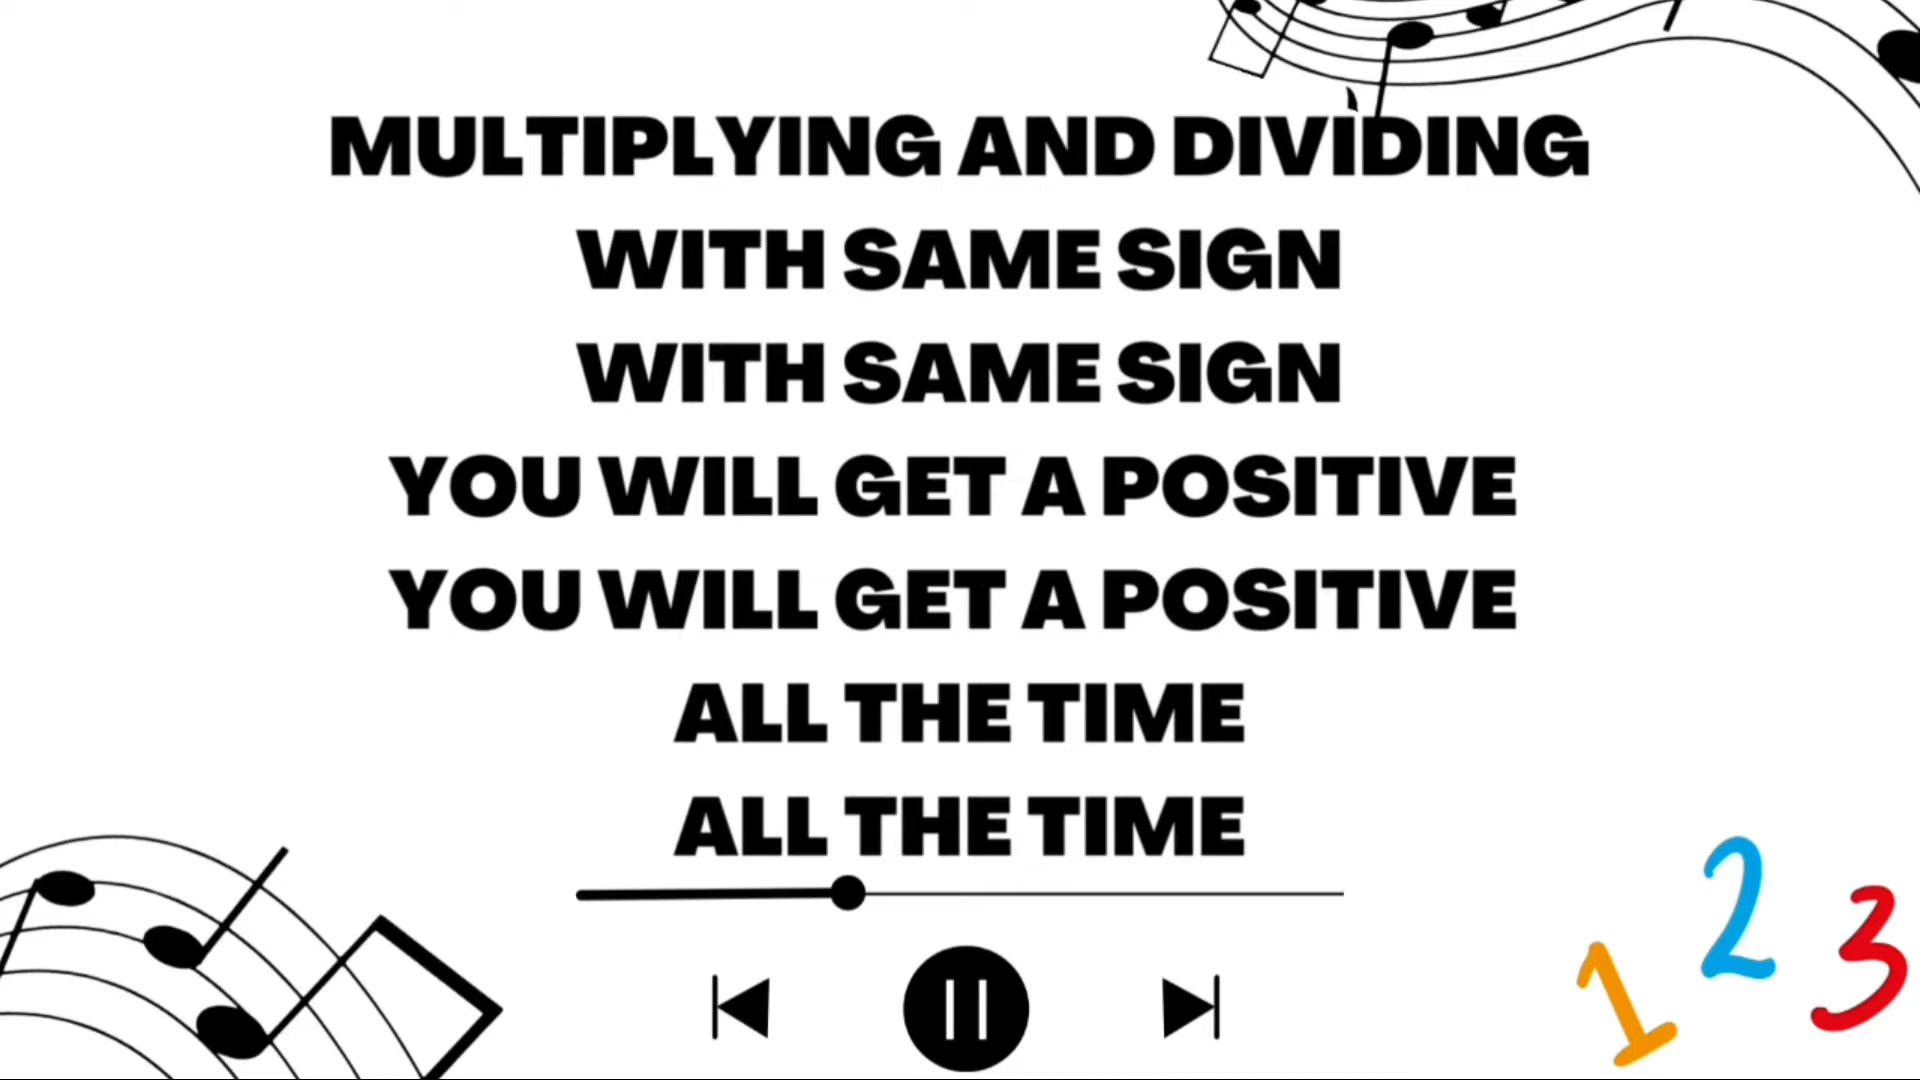 MULTIPLYING AND DIVIDING
WITH SAME SIGN
WITH SAME SIGN
YOU WILL GET A POSITIVE
YOU WILL GET A POSITIVE
ALL THE TIME
ALL THE TIME
1 2 3